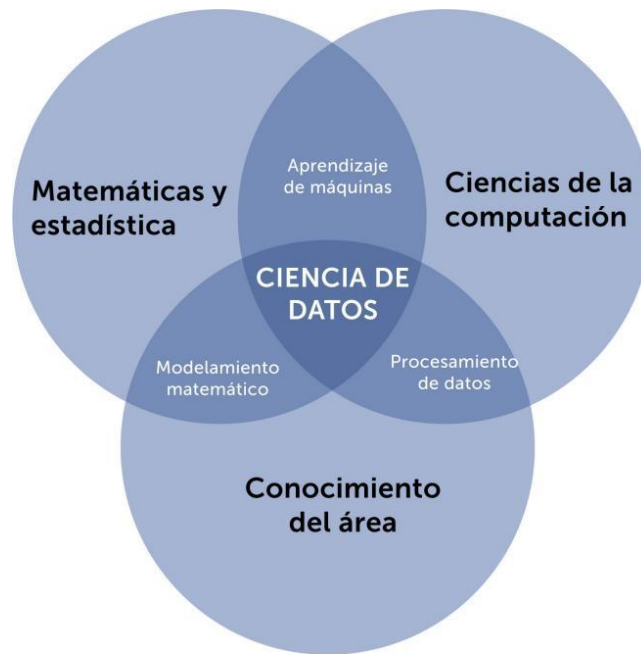 Aprendizaje
de máquinas
Matemáticas y
estadística
Ciencias de la
computación
CIENCIA DE
DATOS
Modelamiento
matemático
Procesamiento
de datos
Conocimiento
del área